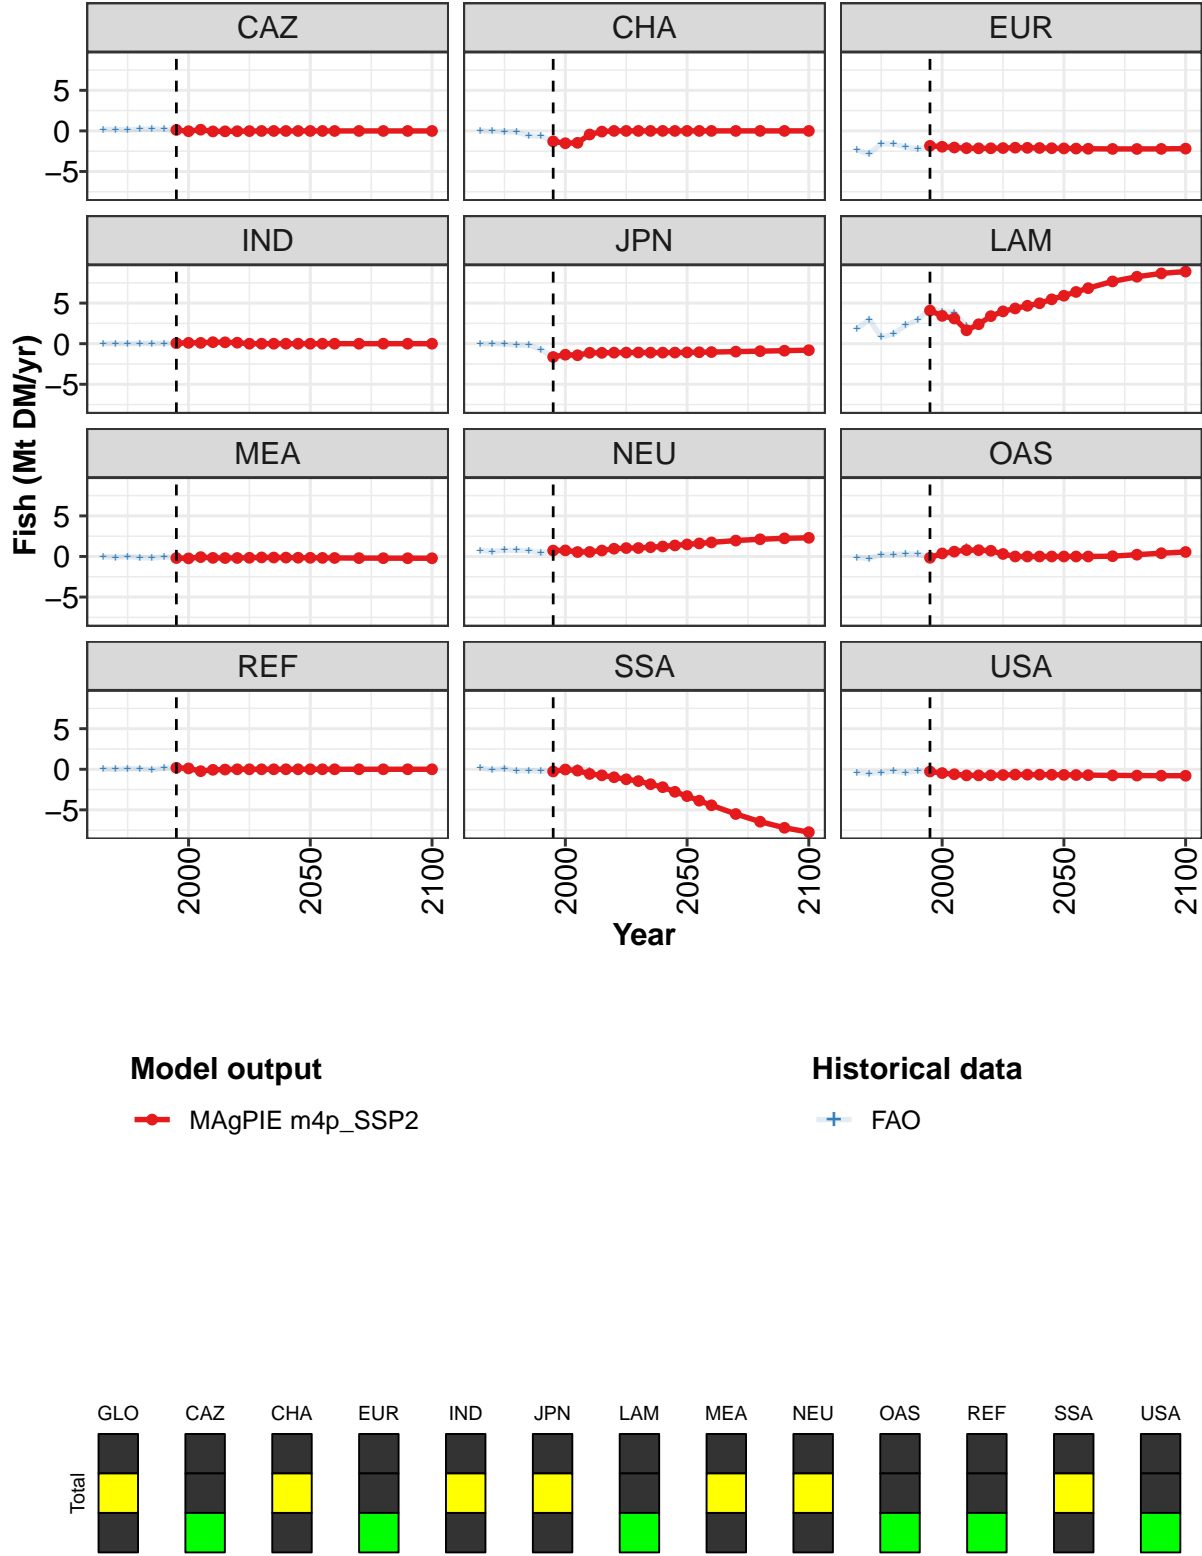 CAZ CHA EUR
5
0
−5
IND JPN LAM
5
0
−5
MEA NEU OAS
5
0
−5
REF SSA USA
5
0
−5
Fish (Mt DM/yr)
2000 2050 2100 2000 2050 2100 2000 2050 2100
Year
Model output Historical data
MAgPIE m4p_SSP2 FAO
GLO CAZ CHA EUR IND JPN LAM MEA NEU OAS REF SSA USA
Total